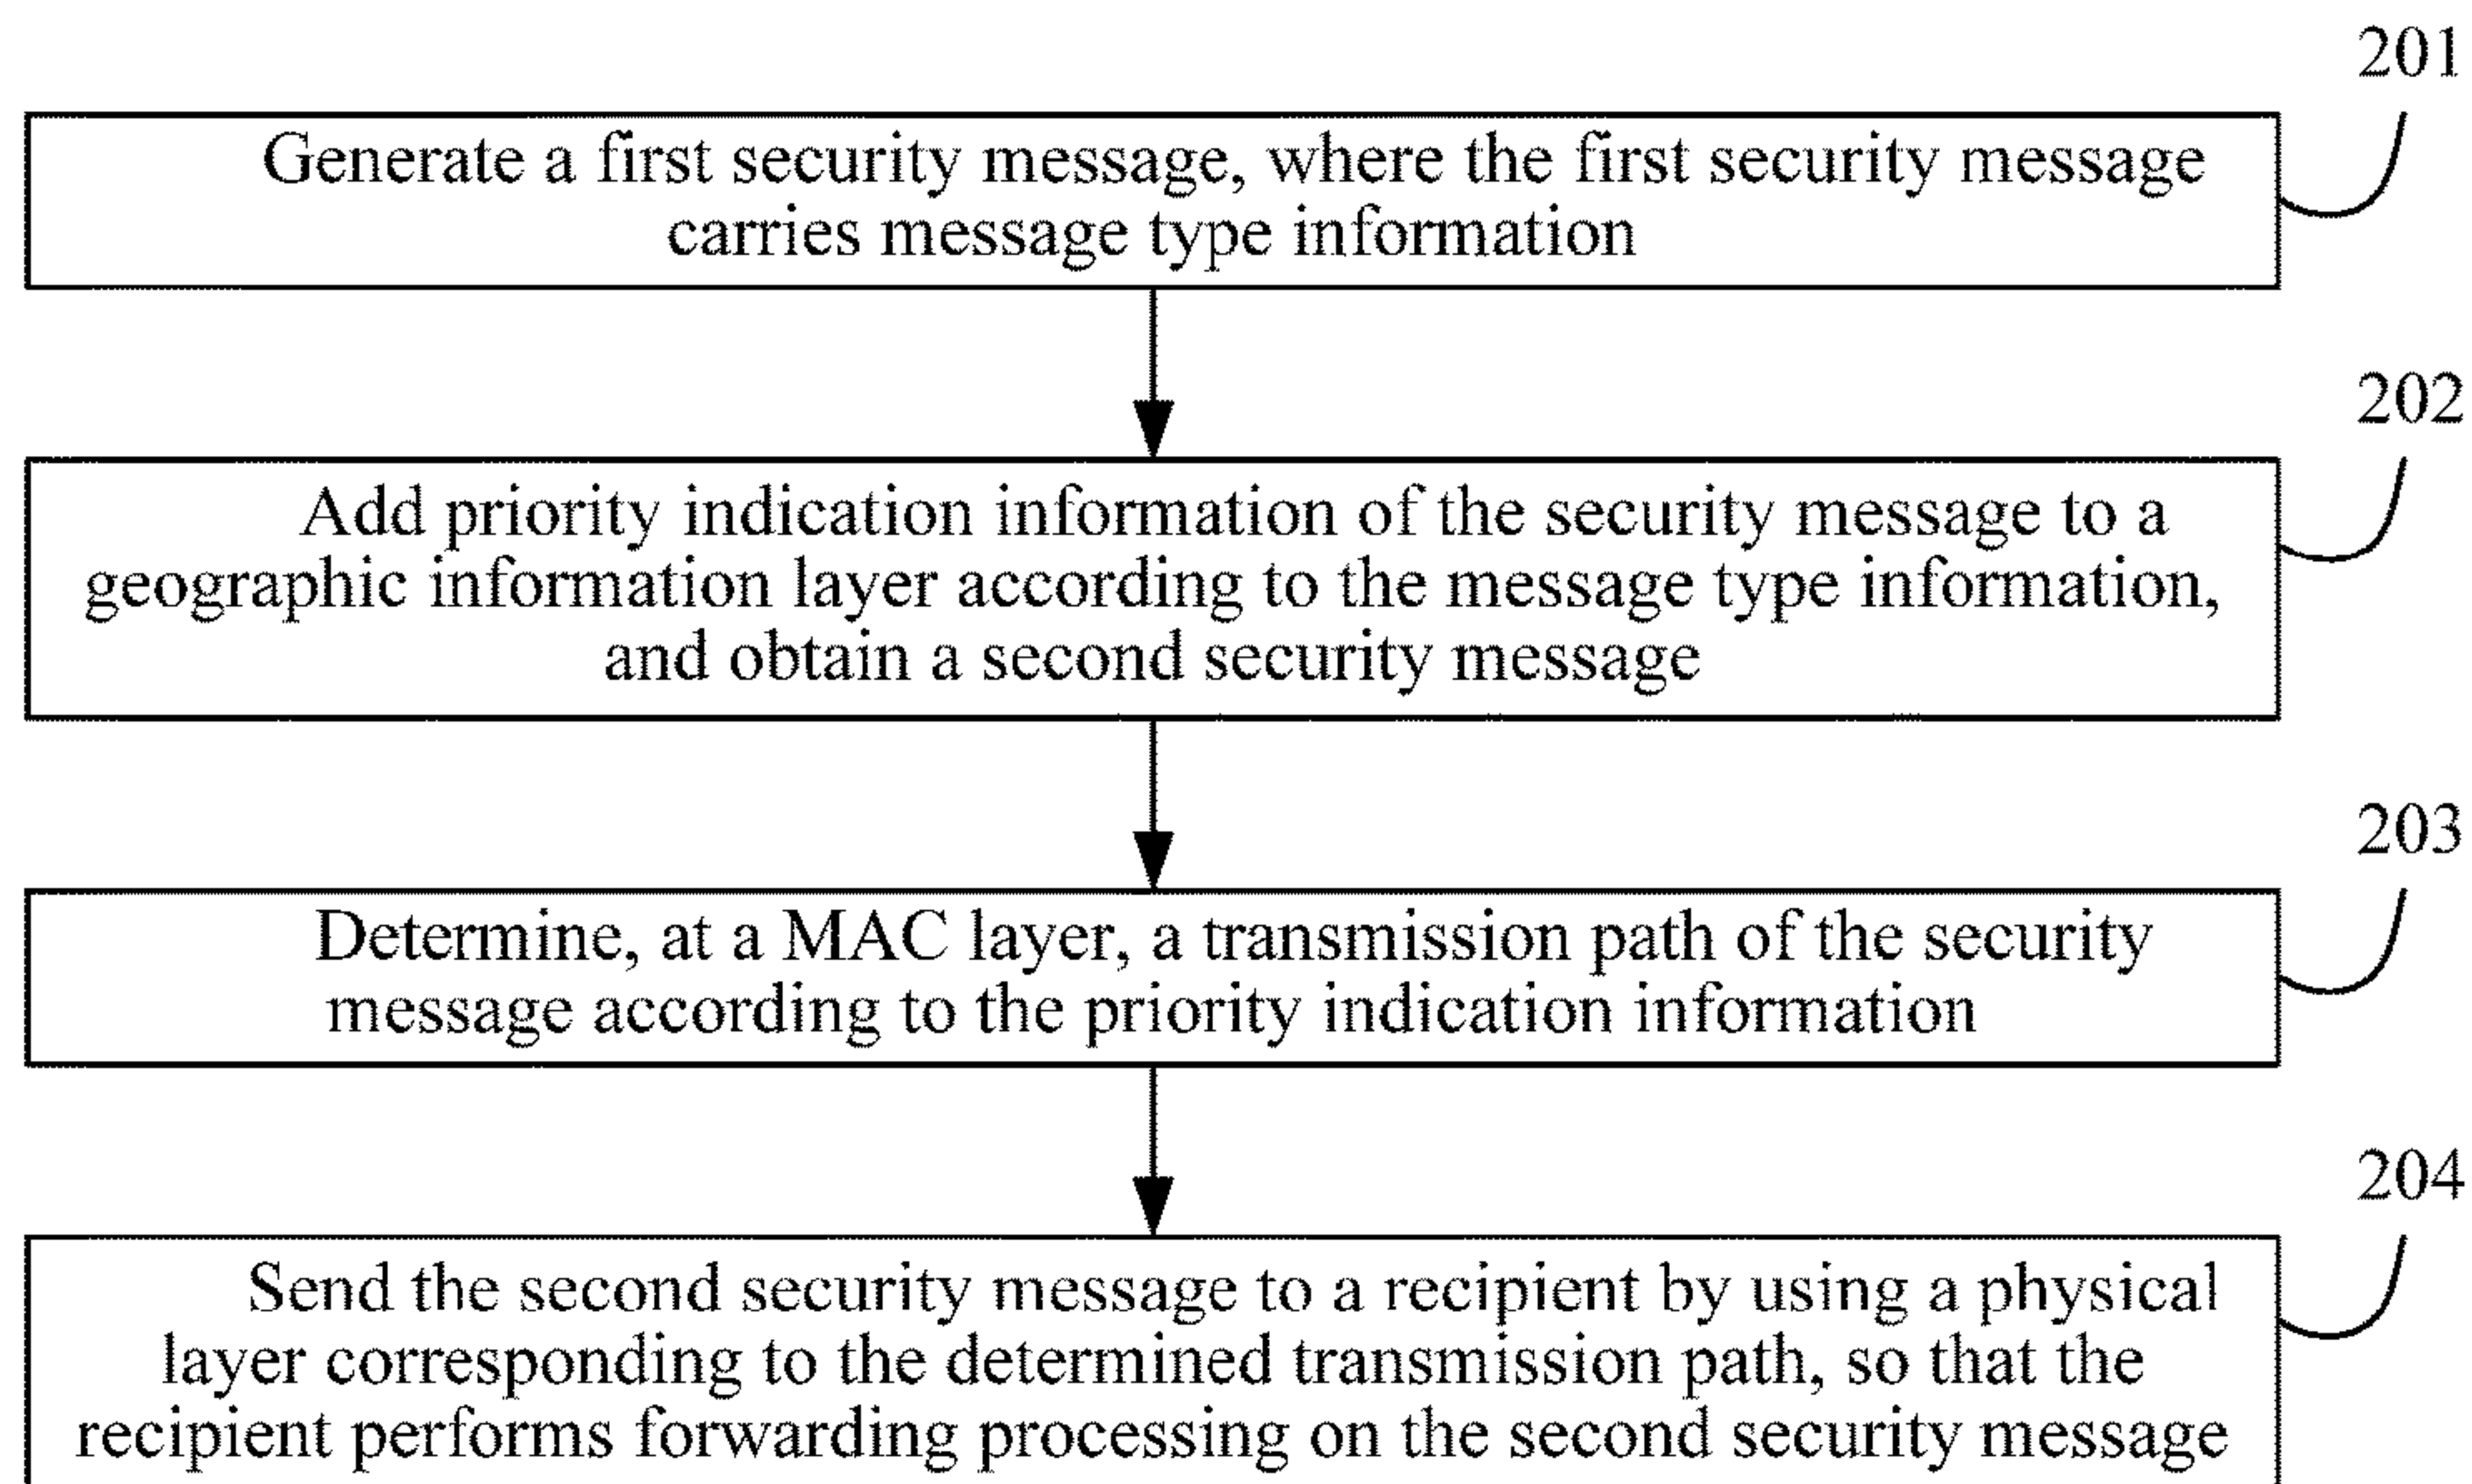 201
Generate a first security message, where the first security message
carries message type information
202
Add priority indication information of the security message to a
geographic information layer according to the message type information,
and obtain a second security message
203
Determine, at a MAC layer, a transmission path of the security
message according to the priority indication information
204
Send the second security message to a recipient by using a physical
layer corresponding to the determined transmission path, so that the
recipient performs forwarding processing on the second security message